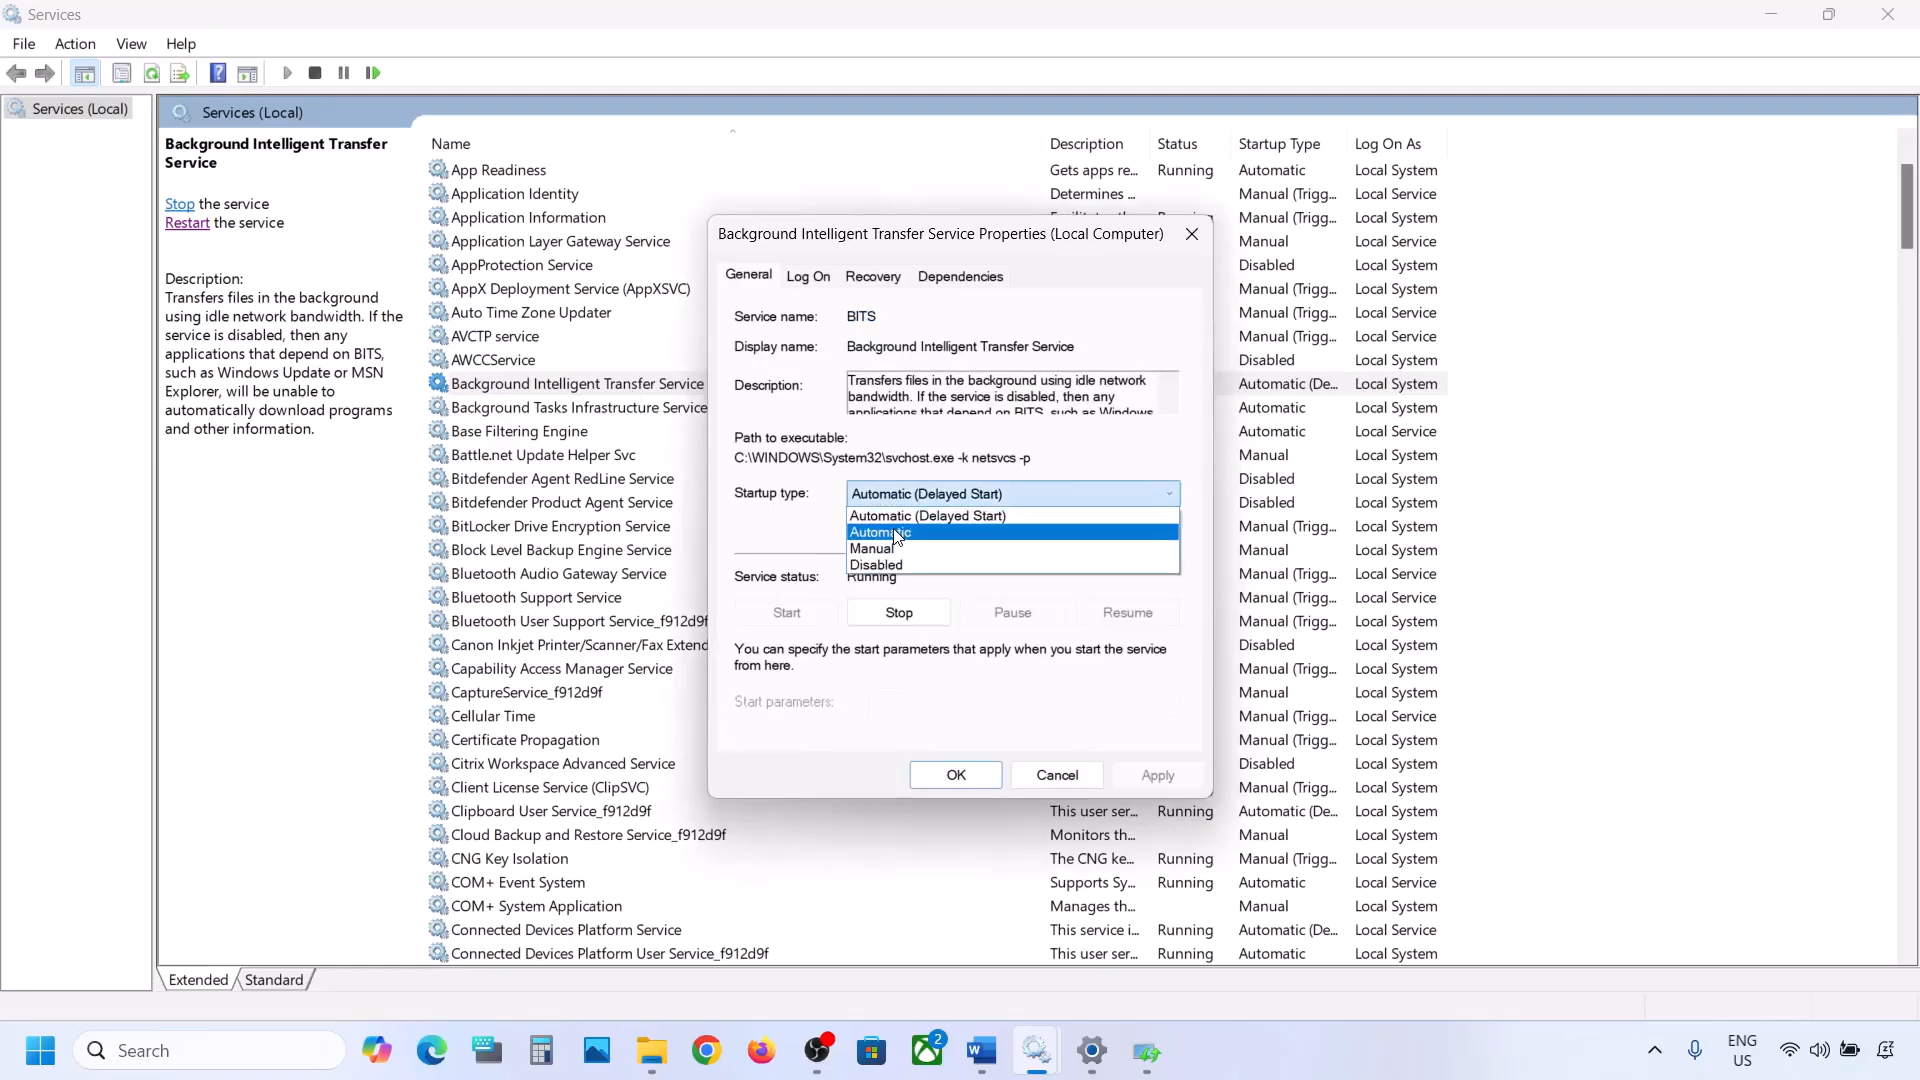 Services
File Action View Help
Services (Local)
Services (Local)
Background Intelligent Transfer
Service
Stop the service
Restart the service
Description:
Transfers files in the background
using idle network bandwidth. If the
service is disabled, then any
applications that depend on BITS,
such as Windows Update or MSN
Explorer, will be unable to
automatically download programs
and other information.
Name Description Status Startup Type Log On As
App Readiness Gets apps re... Running Automatic Local System
Application Identity Determines ... Manual (Trigg... Local Service
Application Information Manual (Trigg... Local System
Application Layer Gateway Service Manual Local Service
AppProtection Service Disabled Local System
AppX Deployment Service (AppXSVC) Manual (Trigg... Local System
Auto Time Zone Updater Manual (Trigg... Local Service
AVCTP service Manual (Trigg... Local Service
AWCCService Disabled Local System
Background Intelligent Transfer Service Automatic (De... Local System
Background Tasks Infrastructure Service Automatic Local System
Base Filtering Engine Automatic Local Service
Battle.net Update Helper Svc Manual Local System
Bitdefender Agent RedLine Service Disabled Local System
Bitdefender Product Agent Service Disabled Local System
BitLocker Drive Encryption Service Manual (Trigg... Local System
Block Level Backup Engine Service Manual Local System
Bluetooth Audio Gateway Service Manual (Trigg... Local Service
Bluetooth Support Service Manual (Trigg... Local Service
Bluetooth User Support Service_f912d9f Manual (Trigg... Local System
Canon Inkjet Printer/Scanner/Fax Extend Disabled Local System
Capability Access Manager Service Manual (Trigg... Local System
CaptureService_f912d9f Manual Local System
Cellular Time Manual (Trigg... Local Service
Certificate Propagation Manual (Trigg... Local System
Citrix Workspace Advanced Service Disabled Local System
Client License Service (ClipSVC) Manual (Trigg... Local System
Clipboard User Service_f912d9f This user ser... Running Automatic (De... Local System
Cloud Backup and Restore Service_f912d9f Monitors th... Manual Local System
CNG Key Isolation The CNG ke... Running Manual (Trigg... Local System
COM+ Event System Supports Sy... Running Automatic Local Service
COM+ System Application Manages th... Manual Local System
Connected Devices Platform Service This service i... Running Automatic (De... Local Service
Connected Devices Platform User Service_f912d9f This user ser... Running Automatic Local System
Background Intelligent Transfer Service Properties (Local Computer)
General Log On Recovery Dependencies
Service name: BITS
Display name: Background Intelligent Transfer Service
Description: Transfers files in the background using idle network
bandwidth. If the service is disabled, then any
applications that depend on BITS, such as Windows
Path to executable:
C:\WINDOWS\System32\svchost.exe -k netsvcs -p
Startup type: Automatic (Delayed Start)
Automatic (Delayed Start)
Automatic
Manual
Disabled
Service status: Running
Start Stop Pause Resume
You can specify the start parameters that apply when you start the service
from here.
Start parameters:
OK Cancel Apply
Extended Standard
Search
2
ENG
US